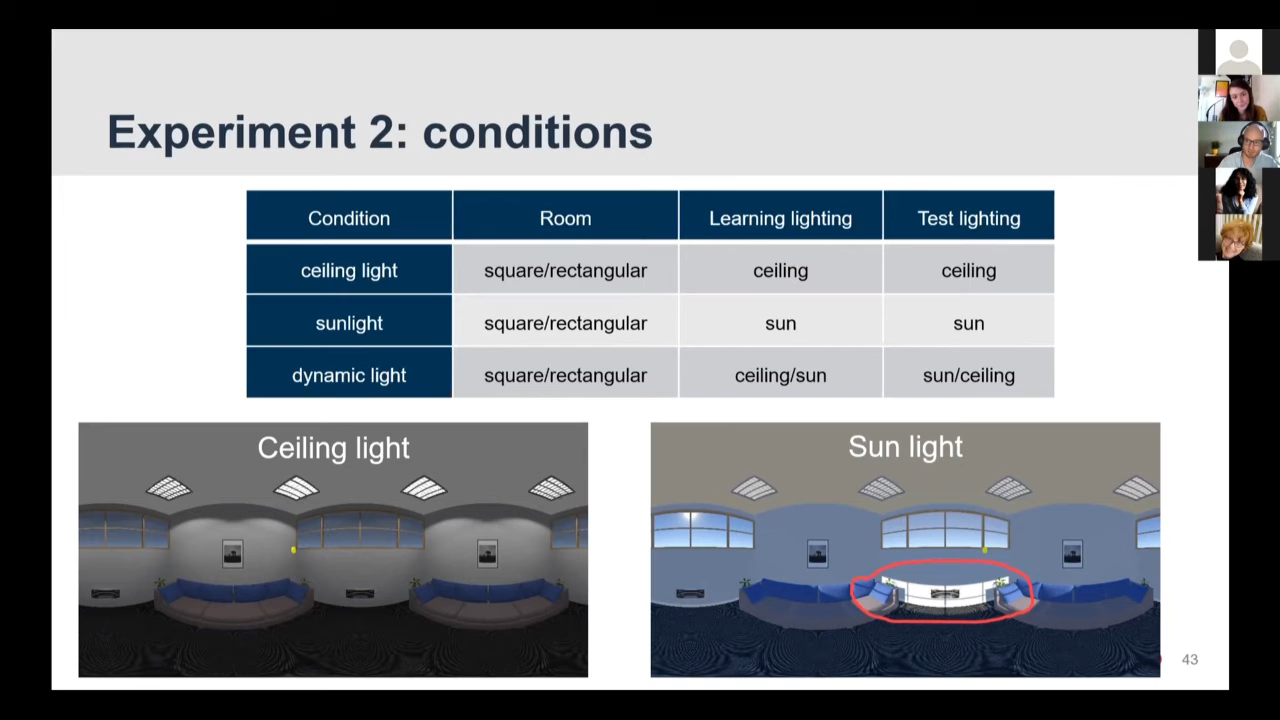 Experiment 2: conditions
Condition Room Learning lighting Test lighting
ceiling light square/rectangular ceiling ceiling
sunlight square/rectangular sun sun
dynamic light square/rectangular ceiling/sun sun/ceiling
Ceiling light
Sun light
43